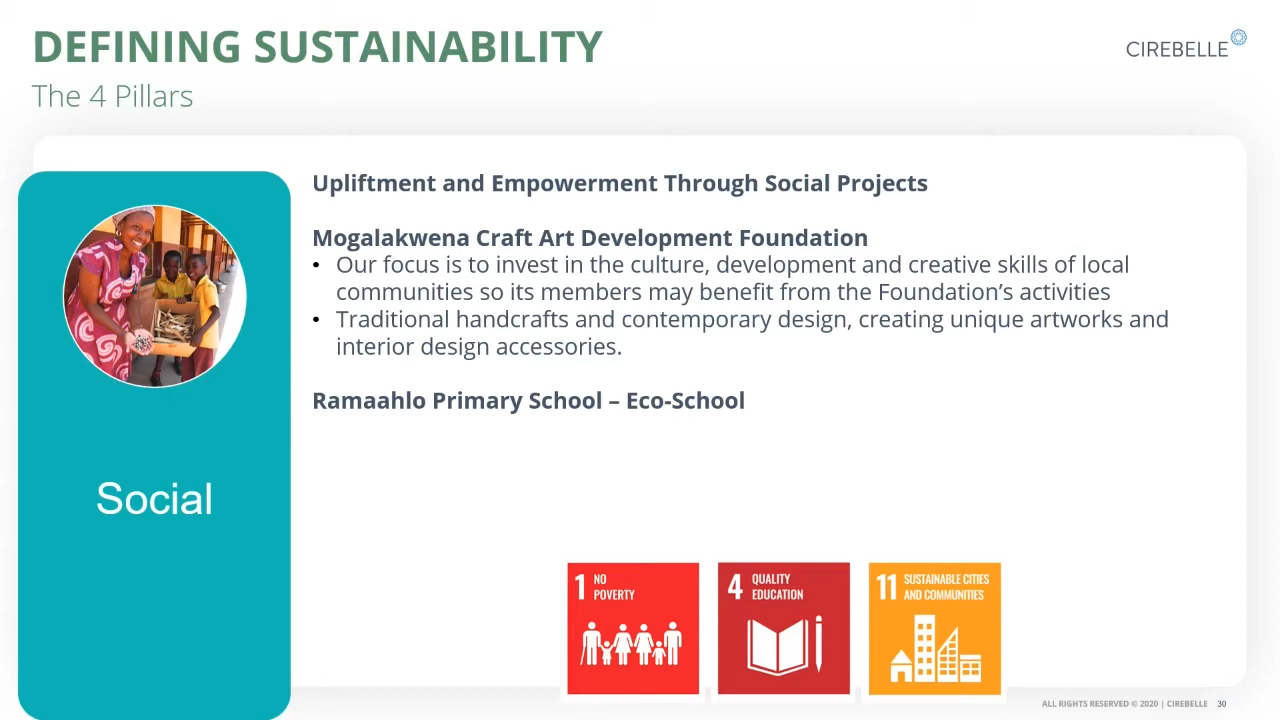 DEFINING SUSTAINABILITY
The 4 Pillars
CIREBELLE
Upliftment and Empowerment Through Social Projects
Mogalakwena Craft Art Development Foundation
• Our focus is to invest in the culture, development and creative skills of local
communities so its members may benefit from the Foundation’s activities
• Traditional handcrafts and contemporary design, creating unique artworks and
interior design accessories.
Ramaahlo Primary School – Eco-School
Social
1 NO
POVERTY
4 QUALITY
EDUCATION
11 SUSTAINABLE CITIES
AND COMMUNITIES
ALL RIGHTS RESERVED © 2020 | CIREBELLE 30